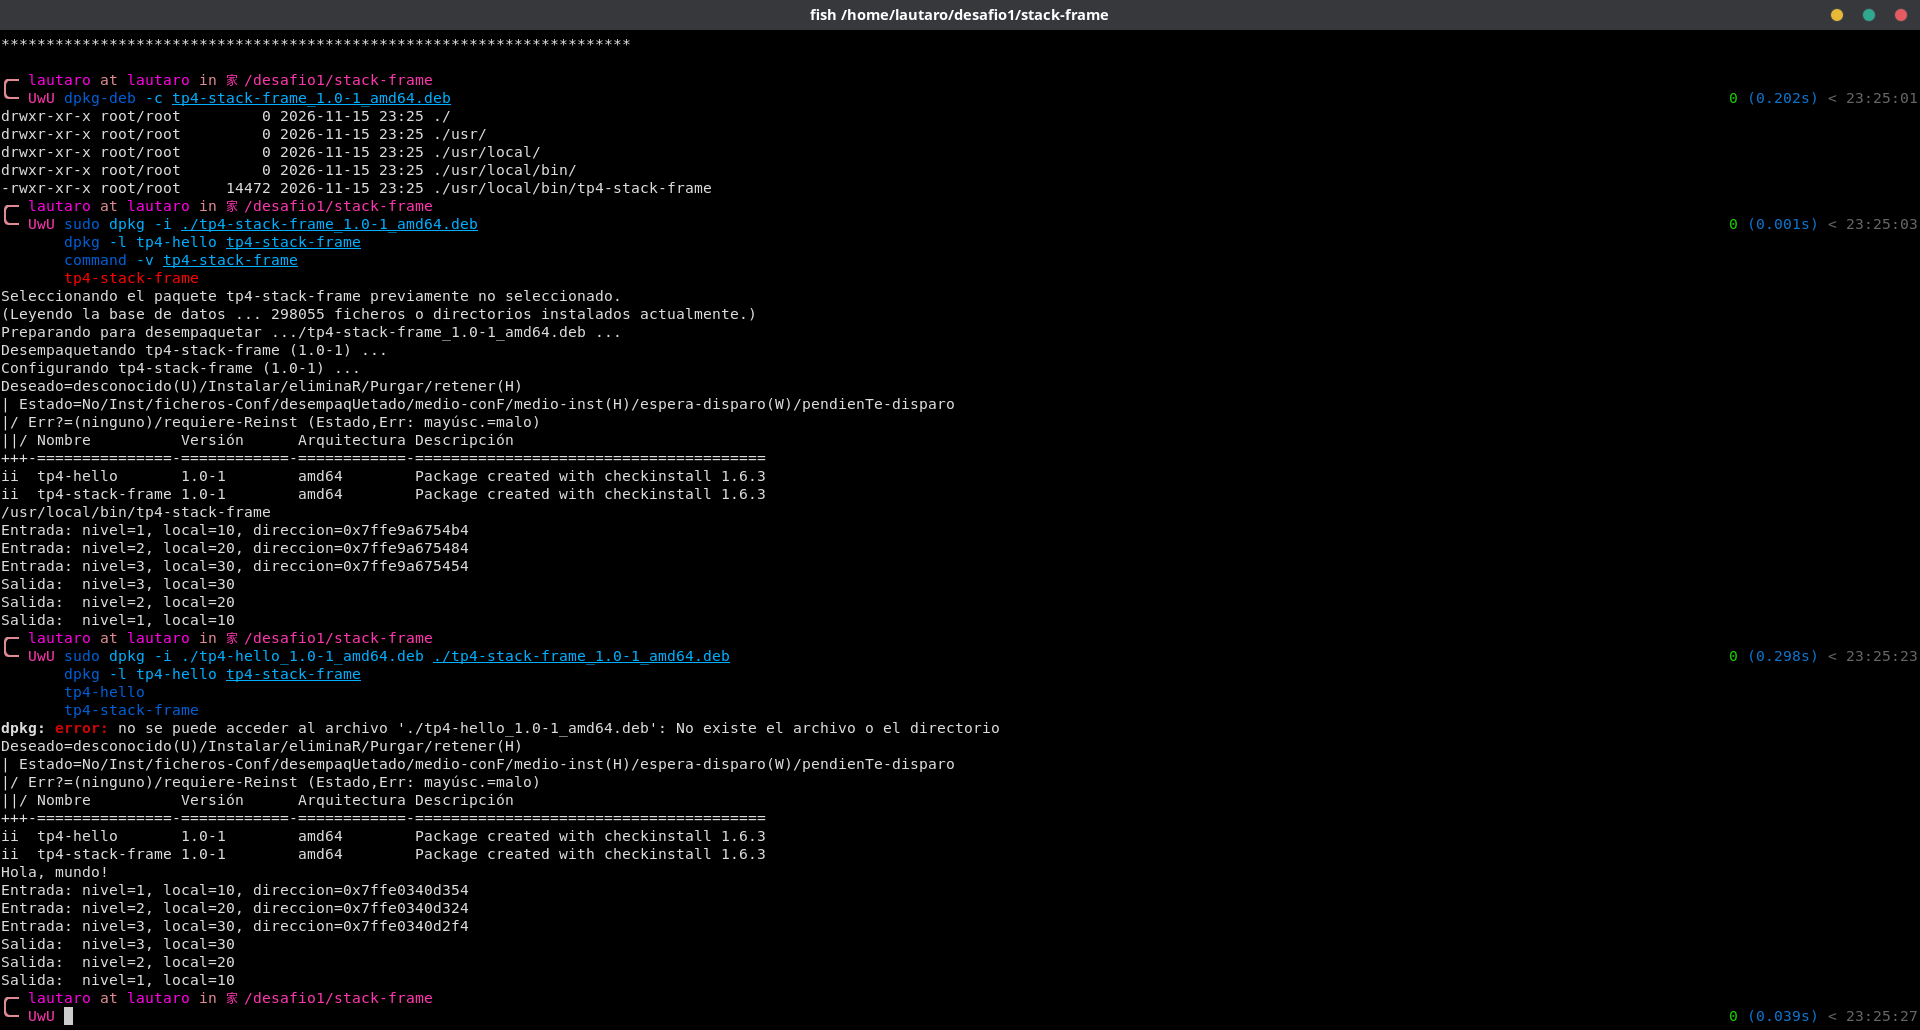 fish /home/lautaro/desafio1/stack-frame
**********************************************************************
lautaro at lautaro in 家 /desafio1/stack-frame
UwU dpkg-deb -c tp4-stack-frame_1.0-1_amd64.deb 0 (0.202s) < 23:25:01
drwxr-xr-x root/root         0 2026-11-15 23:25 ./
drwxr-xr-x root/root         0 2026-11-15 23:25 ./usr/
drwxr-xr-x root/root         0 2026-11-15 23:25 ./usr/local/
drwxr-xr-x root/root         0 2026-11-15 23:25 ./usr/local/bin/
-rwxr-xr-x root/root     14472 2026-11-15 23:25 ./usr/local/bin/tp4-stack-frame
lautaro at lautaro in 家 /desafio1/stack-frame
UwU sudo dpkg -i ./tp4-stack-frame_1.0-1_amd64.deb 0 (0.001s) < 23:25:03
dpkg -l tp4-hello tp4-stack-frame
command -v tp4-stack-frame
tp4-stack-frame
Seleccionando el paquete tp4-stack-frame previamente no seleccionado.
(Leyendo la base de datos ... 298055 ficheros o directorios instalados actualmente.)
Preparando para desempaquetar .../tp4-stack-frame_1.0-1_amd64.deb ...
Desempaquetando tp4-stack-frame (1.0-1) ...
Configurando tp4-stack-frame (1.0-1) ...
Deseado=desconocido(U)/Instalar/eliminaR/Purgar/retener(H)
| Estado=No/Inst/ficheros-Conf/desempaqUetado/medio-conF/medio-inst(H)/espera-disparo(W)/pendienTe-disparo
|/ Err?=(ninguno)/requiere-Reinst (Estado,Err: mayúsc.=malo)
||/ Nombre          Versión      Arquitectura Descripción
+++-===============-============-============-=======================================
ii  tp4-hello       1.0-1        amd64        Package created with checkinstall 1.6.3
ii  tp4-stack-frame 1.0-1        amd64        Package created with checkinstall 1.6.3
/usr/local/bin/tp4-stack-frame
Entrada: nivel=1, local=10, direccion=0x7ffe9a6754b4
Entrada: nivel=2, local=20, direccion=0x7ffe9a675484
Entrada: nivel=3, local=30, direccion=0x7ffe9a675454
Salida:  nivel=3, local=30
Salida:  nivel=2, local=20
Salida:  nivel=1, local=10
lautaro at lautaro in 家 /desafio1/stack-frame
UwU sudo dpkg -i ./tp4-hello_1.0-1_amd64.deb ./tp4-stack-frame_1.0-1_amd64.deb 0 (0.298s) < 23:25:23
dpkg -l tp4-hello tp4-stack-frame
tp4-hello
tp4-stack-frame
dpkg: error: no se puede acceder al archivo './tp4-hello_1.0-1_amd64.deb': No existe el archivo o el directorio
Deseado=desconocido(U)/Instalar/eliminaR/Purgar/retener(H)
| Estado=No/Inst/ficheros-Conf/desempaqUetado/medio-conF/medio-inst(H)/espera-disparo(W)/pendienTe-disparo
|/ Err?=(ninguno)/requiere-Reinst (Estado,Err: mayúsc.=malo)
||/ Nombre          Versión      Arquitectura Descripción
+++-===============-============-============-=======================================
ii  tp4-hello       1.0-1        amd64        Package created with checkinstall 1.6.3
ii  tp4-stack-frame 1.0-1        amd64        Package created with checkinstall 1.6.3
Hola, mundo!
Entrada: nivel=1, local=10, direccion=0x7ffe0340d354
Entrada: nivel=2, local=20, direccion=0x7ffe0340d324
Entrada: nivel=3, local=30, direccion=0x7ffe0340d2f4
Salida:  nivel=3, local=30
Salida:  nivel=2, local=20
Salida:  nivel=1, local=10
lautaro at lautaro in 家 /desafio1/stack-frame
UwU 0 (0.039s) < 23:25:27